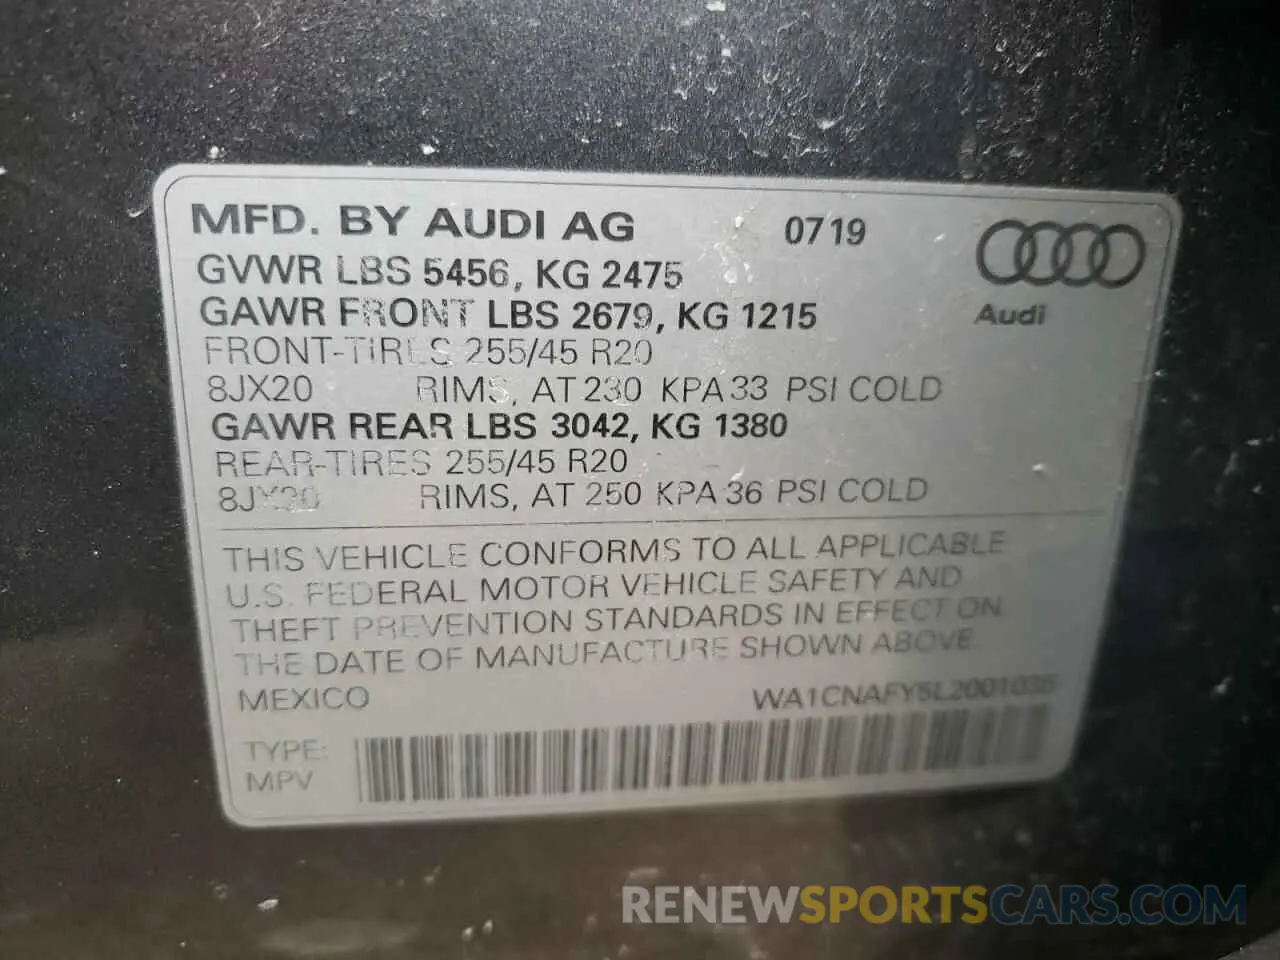 MFD. BY AUDI AG 0719
GVWR LBS 5456, KG 2475
GAWR FRONT LBS 2679, KG 1215
Audi
FRONT-TIRES 255/45 R20
8JX20 RIMS, AT 230 KPA 33 PSI COLD
GAWR REAR LBS 3042, KG 1380
REAR-TIRES 255/45 R20
8JX20 RIMS, AT 250 KPA 36 PSI COLD
THIS VEHICLE CONFORMS TO ALL APPLICABLE
U.S. FEDERAL MOTOR VEHICLE SAFETY AND
THEFT PREVENTION STANDARDS IN EFFECT ON
THE DATE OF MANUFACTURE SHOWN ABOVE
MEXICO
TYPE:
MPV
RENEWSPORTSCARS.COM